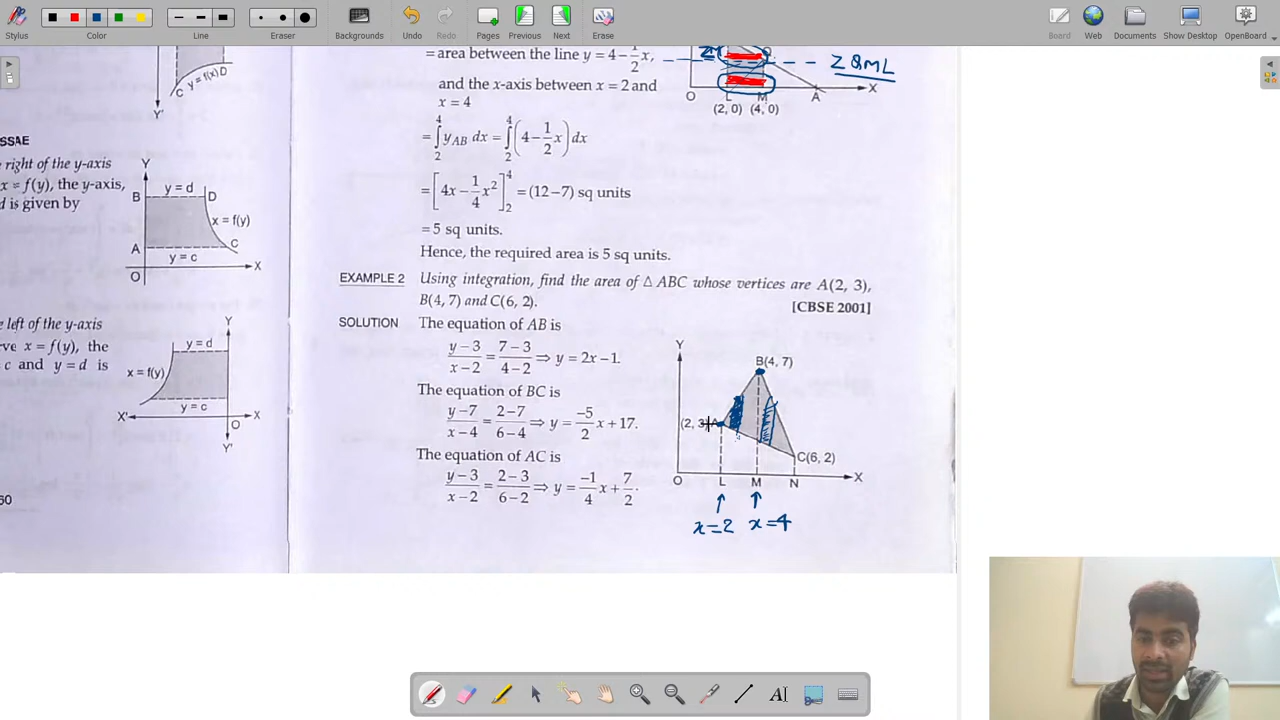 Stylus
Color
Line
Eraser
Backgrounds
Undo
Redo
Pages
Previous
Next
Erase
Board
Web
Documents
Show Desktop
OpenBoard
= area between the line y = 4 − 1/2 x,
and the x-axis between x = 2 and
x = 4
= ∫₂⁴ y_AB dx = ∫₂⁴ (4 − 1/2 x) dx
= [4x − 1/4 x²]₂⁴ = (12−7) sq units
= 5 sq units.
Hence, the required area is 5 sq units.
EXAMPLE 2 Using integration, find the area of △ ABC whose vertices are A(2, 3),
B(4, 7) and C(6, 2). [CBSE 2001]
SOLUTION The equation of AB is
y−3/x−2 = 7−3/4−2 ⇒ y = 2x−1.
The equation of BC is
y−7/x−4 = 2−7/6−4 ⇒ y = −5/2 x + 17.
The equation of AC is
y−3/x−2 = 2−3/6−2 ⇒ y = −1/4 x + 7/2.
QML
O L M A X
(2, 0) (4, 0)
Y
B(4, 7)
(2, 3) A
C(6, 2)
O L M N X
x=2 x=4
C y = f(x) D
Y'
SSAE
right of the y-axis
x = f(y), the y-axis,
d is given by
Y
B y = d D
x = f(y)
A C
y = c
O X
left of the y-axis
ve x = f(y), the
c and y = d is
Y
y = d
x = f(y)
y = c
X' O X
Y'
60